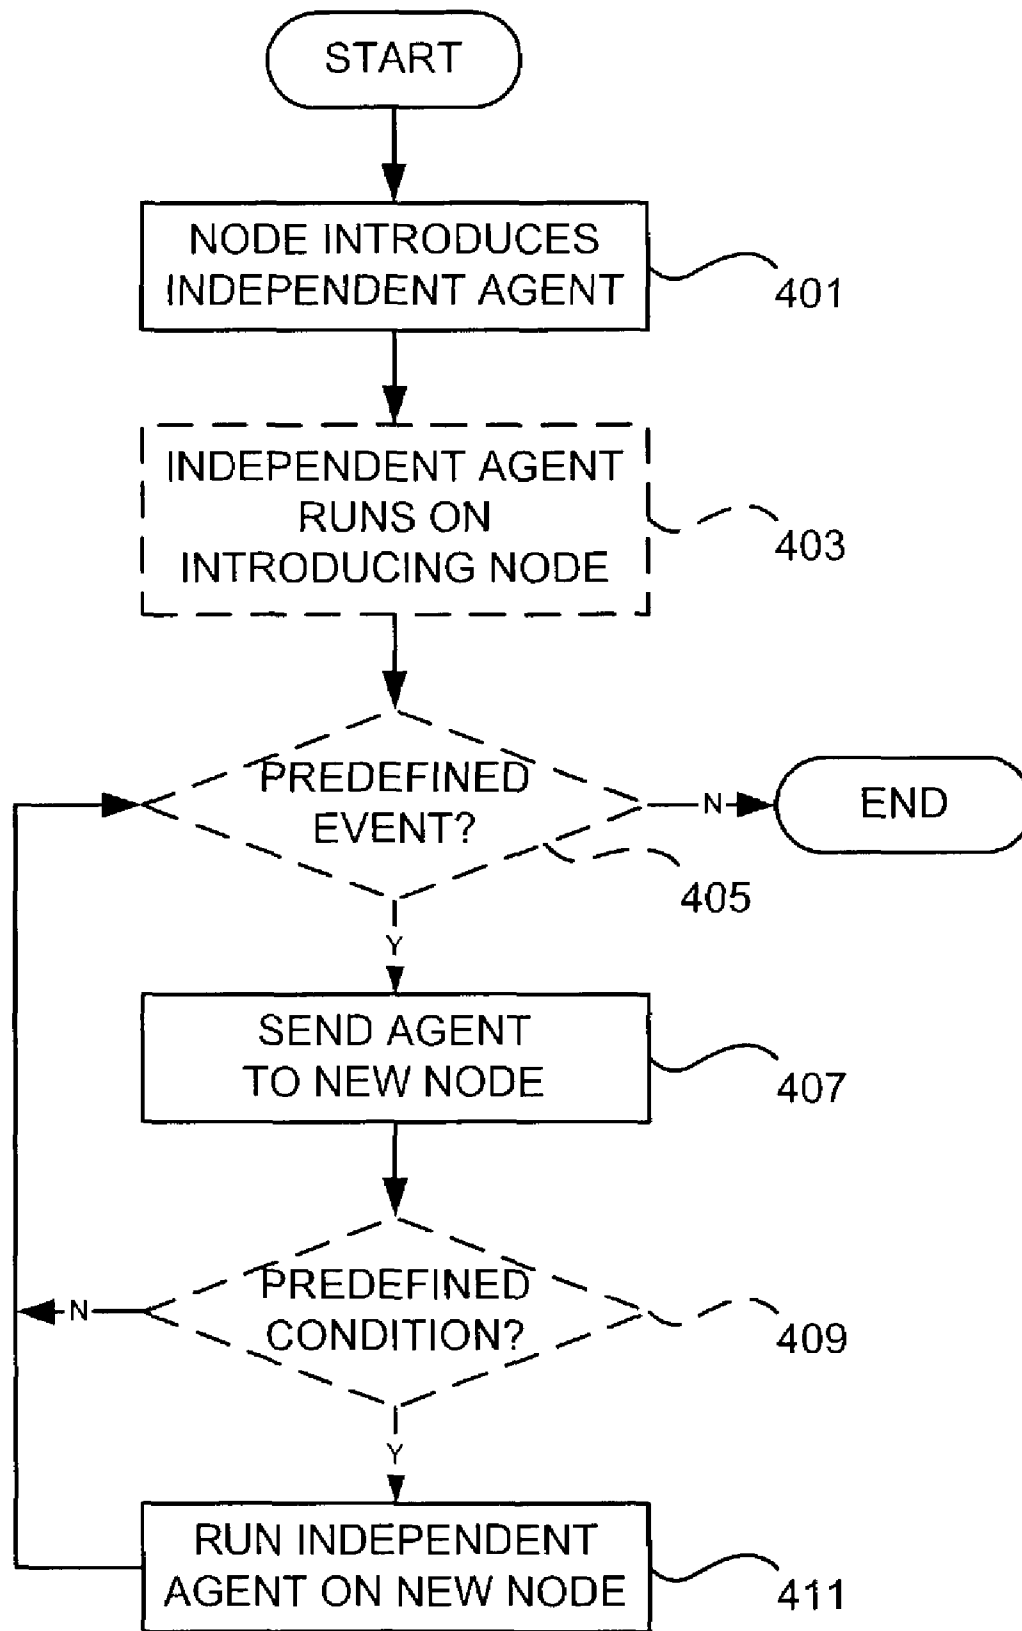 START
NODE INTRODUCES
INDEPENDENT AGENT
401
INDEPENDENT AGENT
RUNS ON
INTRODUCING NODE
403
PREDEFINED
EVENT?
N
END
405
Y
SEND AGENT
TO NEW NODE
407
PREDEFINED
CONDITION?
N
409
Y
RUN INDEPENDENT
AGENT ON NEW NODE
411